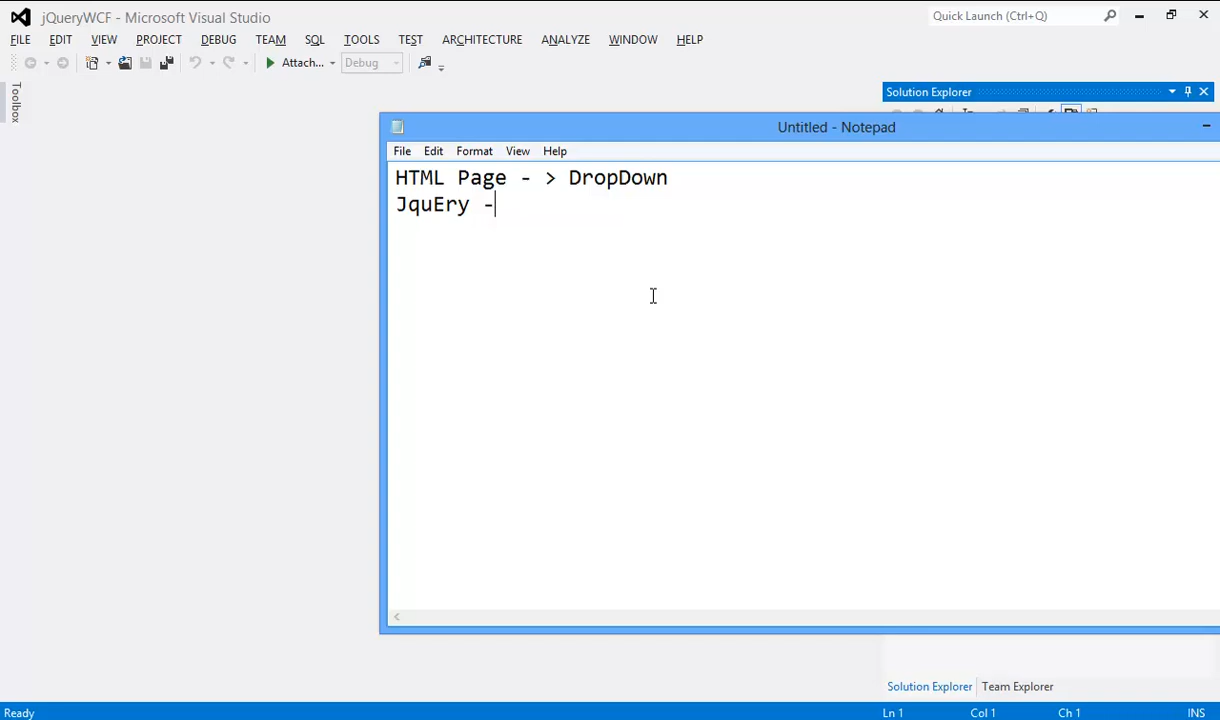 jQueryWCF - Microsoft Visual Studio
Quick Launch (Ctrl+Q)
FILE EDIT VIEW PROJECT DEBUG TEAM SQL TOOLS TEST ARCHITECTURE ANALYZE WINDOW HELP
Attach... Debug
Toolbox
Solution Explorer
Untitled - Notepad
File Edit Format View Help
HTML Page - > DropDown
JquEry -
Solution Explorer Team Explorer
Ready Ln 1 Col 1 Ch 1 INS